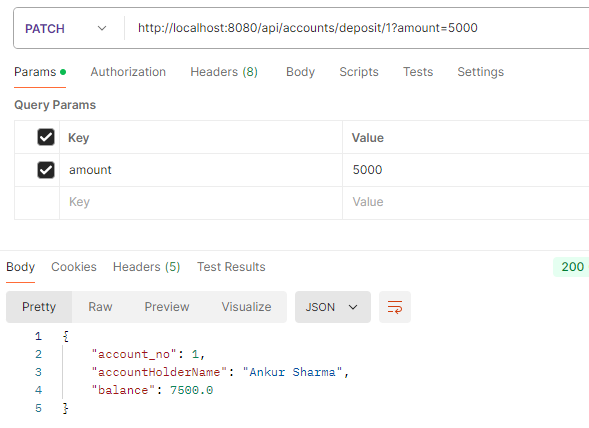 PATCH http://localhost:8080/api/accounts/deposit/1?amount=5000
Params Authorization Headers (8) Body Scripts Tests Settings
Query Params
Key Value
amount 5000
Key Value
Body Cookies Headers (5) Test Results 200
Pretty Raw Preview Visualize JSON
1 {
2 "account_no": 1,
3 "accountHolderName": "Ankur Sharma",
4 "balance": 7500.0
5 }